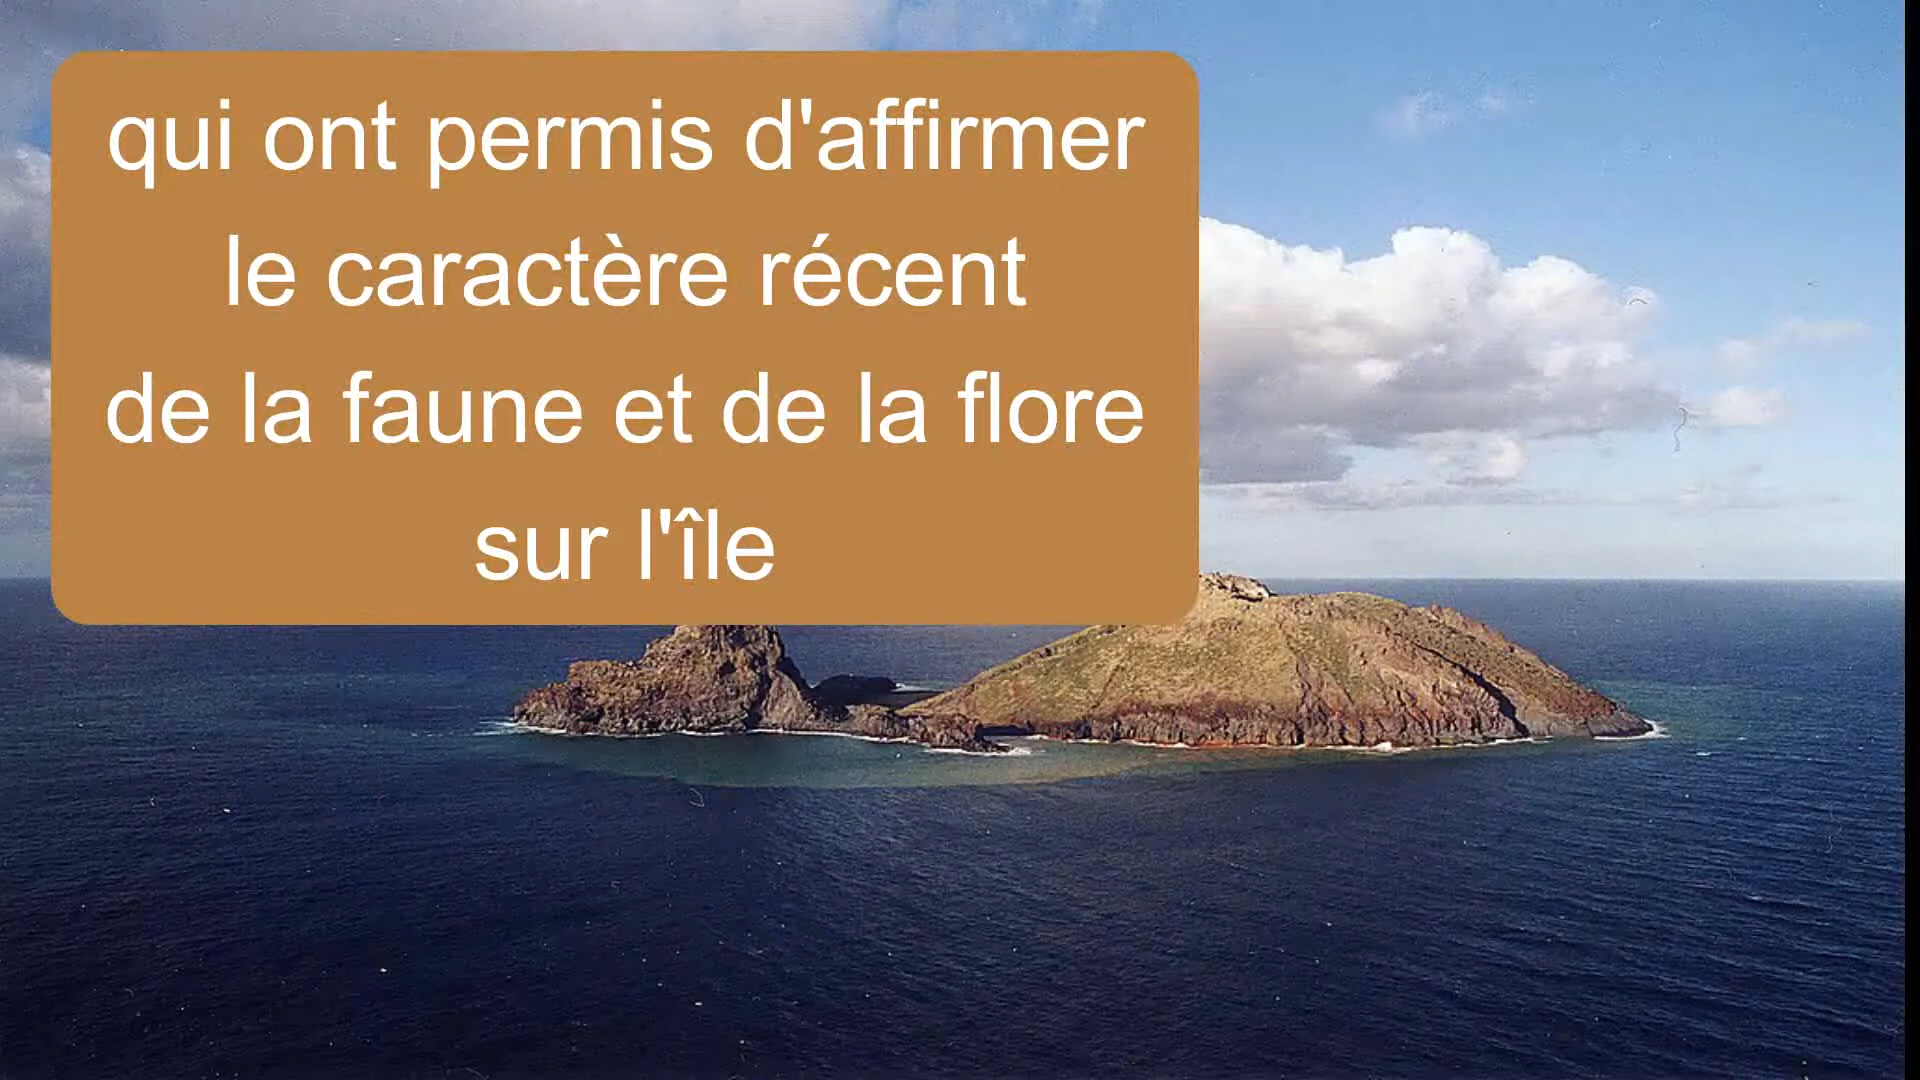 qui ont permis d'affirmer
le caractère récent
de la faune et de la flore
sur l'île